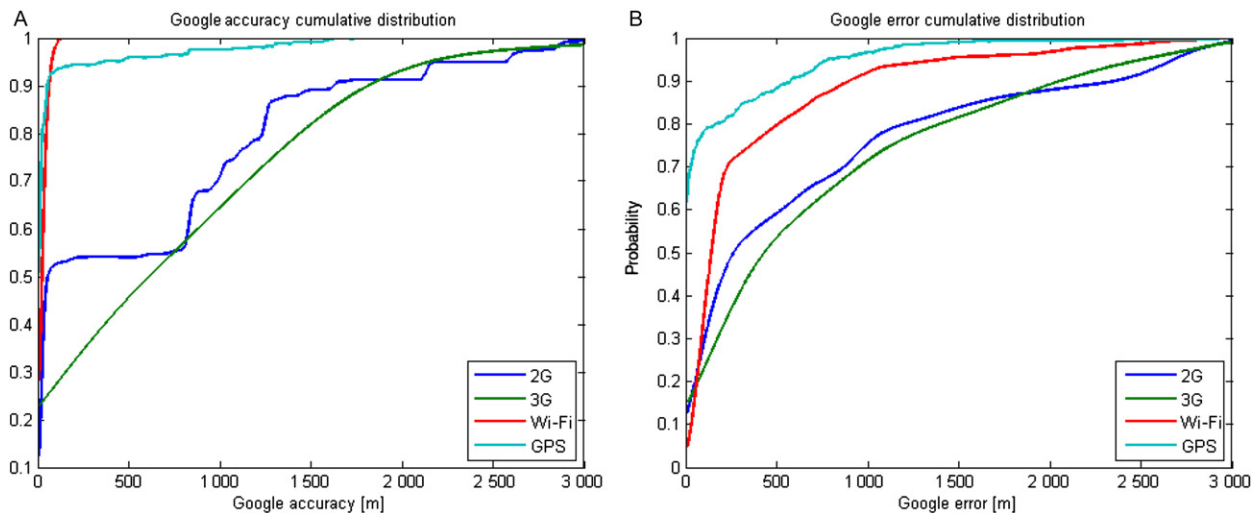 A
Google accuracy cumulative distribution
1
0.9
0.8
0.7
0.6
0.5
0.4
0.3
0.2
0.1
0
500
1 000
1 500
2 000
2 500
3 000
Google accuracy [m]
2G
3G
Wi-Fi
GPS
B
Google error cumulative distribution
Probability
1
0.9
0.8
0.7
0.6
0.5
0.4
0.3
0.2
0.1
0
0
500
1 000
1 500
2 000
2 500
3 000
Google error [m]
2G
3G
Wi-Fi
GPS